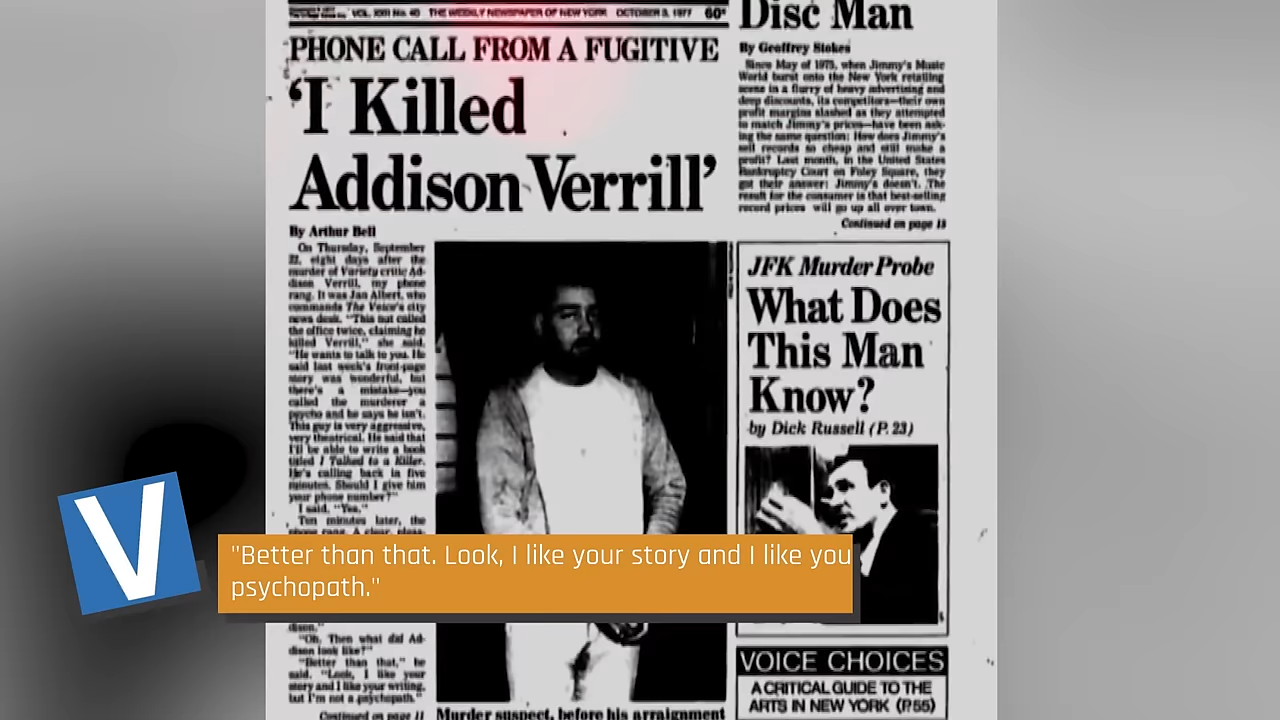 VOL. XXII No. 40 THE WEEKLY NEWSPAPER OF NEW YORK OCTOBER 3, 1977 60¢
PHONE CALL FROM A FUGITIVE
‘I Killed
Addison Verrill’
By Arthur Bell
On Thursday, September
22, eight days after the
murder of Variety critic Ad-
dison Verrill, my phone
rang. It was Jan Albert, who
commands The Voice's city
news desk. "This nut called
the office twice, claiming he
killed Verrill," she said.
"He wants to talk to you. He
said last week's front-page
story was wonderful, but
there's a mistake—you
called the murderer a
psycho and he says he isn't.
This guy is very aggressive,
very theatrical. He said that
I'll be able to write a book
titled I Talked to a Killer.
He's calling back in five
minutes. Should I give him
your phone number?"
I said, "Yes."
Ten minutes later, the
phone rang. A clear,
dison."
"Oh. Then what did Ad-
dison look like?"
"Better than that," he
said. "Look, I like your
story and I like your writing,
but I'm not a psychopath."
Continued on page 11
Murder suspect, before his arraignment
Disc Man
By Geoffrey Stokes
Since May of 1975, when Jimmy's Music
World burst onto the New York retailing
scene in a flurry of heavy advertising and
deep discounts, its competitors—their own
profit margins slashed as they attempted
to match Jimmy's prices—have been ask-
ing the same question: How does Jimmy's
sell records so cheap and still make a
profit? Last month, in the United States
Bankruptcy Court on Foley Square, they
got their answer: Jimmy's doesn't. The
result for the consumer is that best-selling
record prices will go up all over town.
Continued on page 13
JFK Murder Probe
What Does
This Man
Know?
by Dick Russell (P. 23)
VOICE CHOICES
A CRITICAL GUIDE TO THE
ARTS IN NEW YORK (P.55)
V
"Better than that. Look, I like your story and I like you
psychopath."